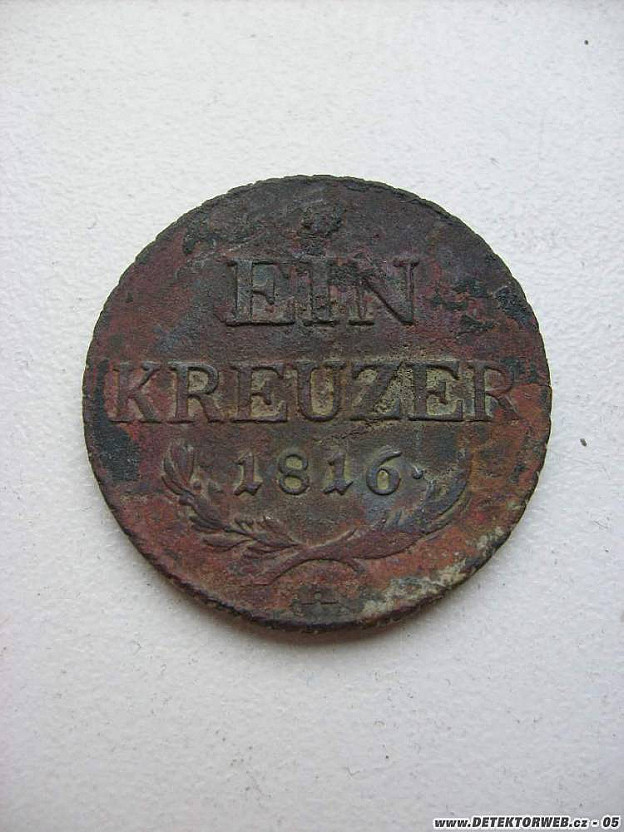 EIN
KREUZER
·1816·
A
www.DETEKTORWEB.cz - 05